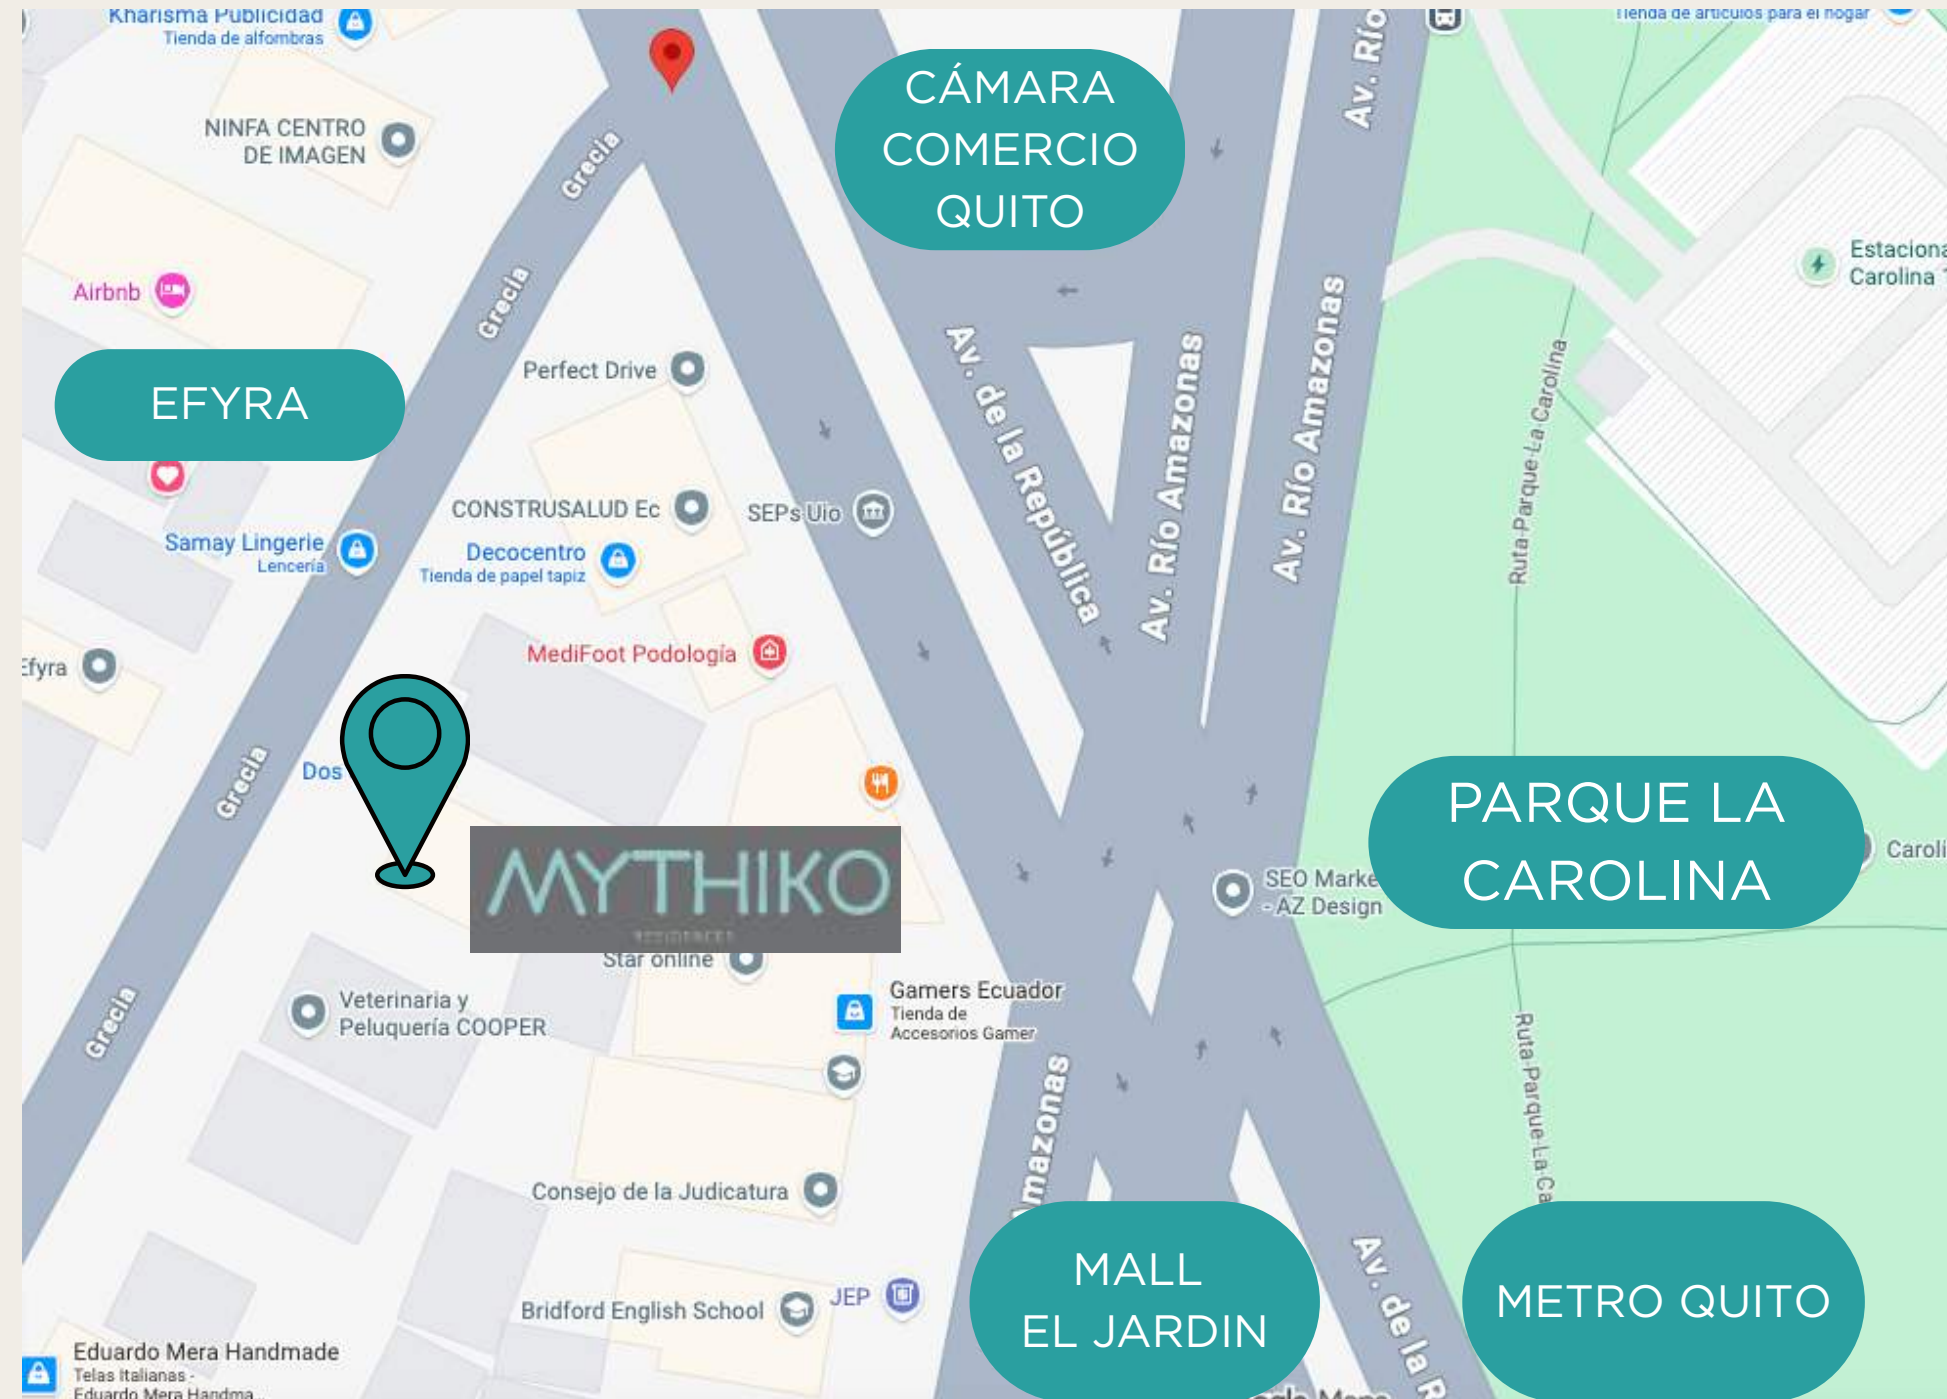 Kharisma Publicidad
Tienda de alfombras
Tienda de artículos para el hogar
Av. Río
NINFA CENTRO
DE IMAGEN
CÁMARA
COMERCIO
QUITO
Grecia
Estaciona
Carolina 1
Airbnb
Grecia
EFYRA
Perfect Drive
Av. de la República
Av. Río Amazonas
Av. Río Amazonas
Ruta-Parque-La-Carolina
CONSTRUSALUD Ec
SEPs Uio
Samay Lingerie
Lencería
Decocentro
Tienda de papel tapiz
Efyra
MediFoot Podología
Dos
Grecia
PARQUE LA
CAROLINA
Caroli
MYTHIKO
RESIDENCES
SEO Marke
- AZ Design
Star online
Grecia
Veterinaria y
Peluquería COOPER
Gamers Ecuador
Tienda de
Accesorios Gamer
Ruta-Parque-La-Ca
Amazonas
Consejo de la Judicatura
MALL
EL JARDIN
METRO QUITO
Av. de la R
Bridford English School
JEP
Eduardo Mera Handmade
Telas Italianas -
Eduardo Mera Handma...
Maps